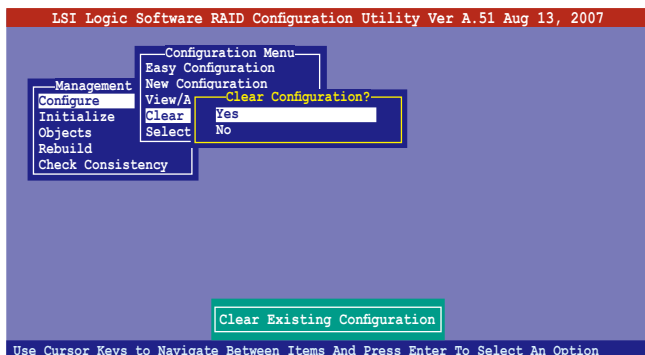 LSI Logic Software RAID Configuration Utility Ver A.51 Aug 13, 2007
Configuration Menu
Easy Configuration
New Configuration
View/A
Clear
Select
Management
Configure
Initialize
Objects
Rebuild
Check Consistency
Clear Configuration?
Yes
No
Clear Existing Configuration
Use Cursor Keys to Navigate Between Items And Press Enter To Select An Option